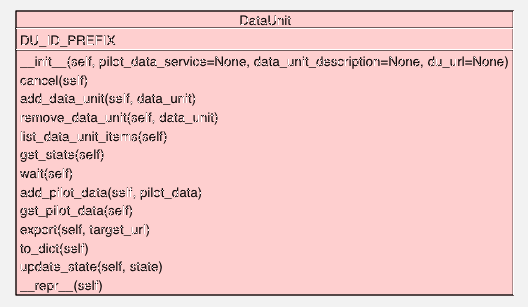 DataUnit
DU_ID_PREFIX
__init__(self, pilot_data_service=None, data_unit_description=None, du_url=None)
cancel(self)
add_data_unit(self, data_unit)
remove_data_unit(self, data_unit)
list_data_unit_items(self)
get_state(self)
wait(self)
add_pilot_data(self, pilot_data)
get_pilot_data(self)
export(self, target_url)
to_dict(self)
update_state(self, state)
__repr__(self)